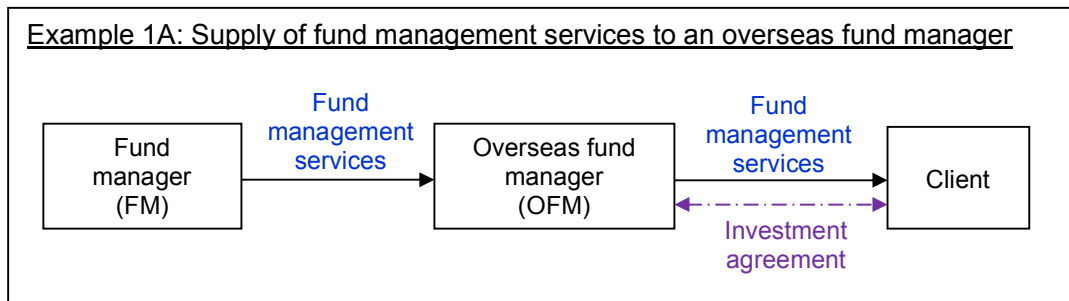 Example 1A: Supply of fund management services to an overseas fund manager
Fund
manager
(FM)
Fund
management
services
Overseas fund
manager
(OFM)
Fund
management
services
Investment
agreement
Client